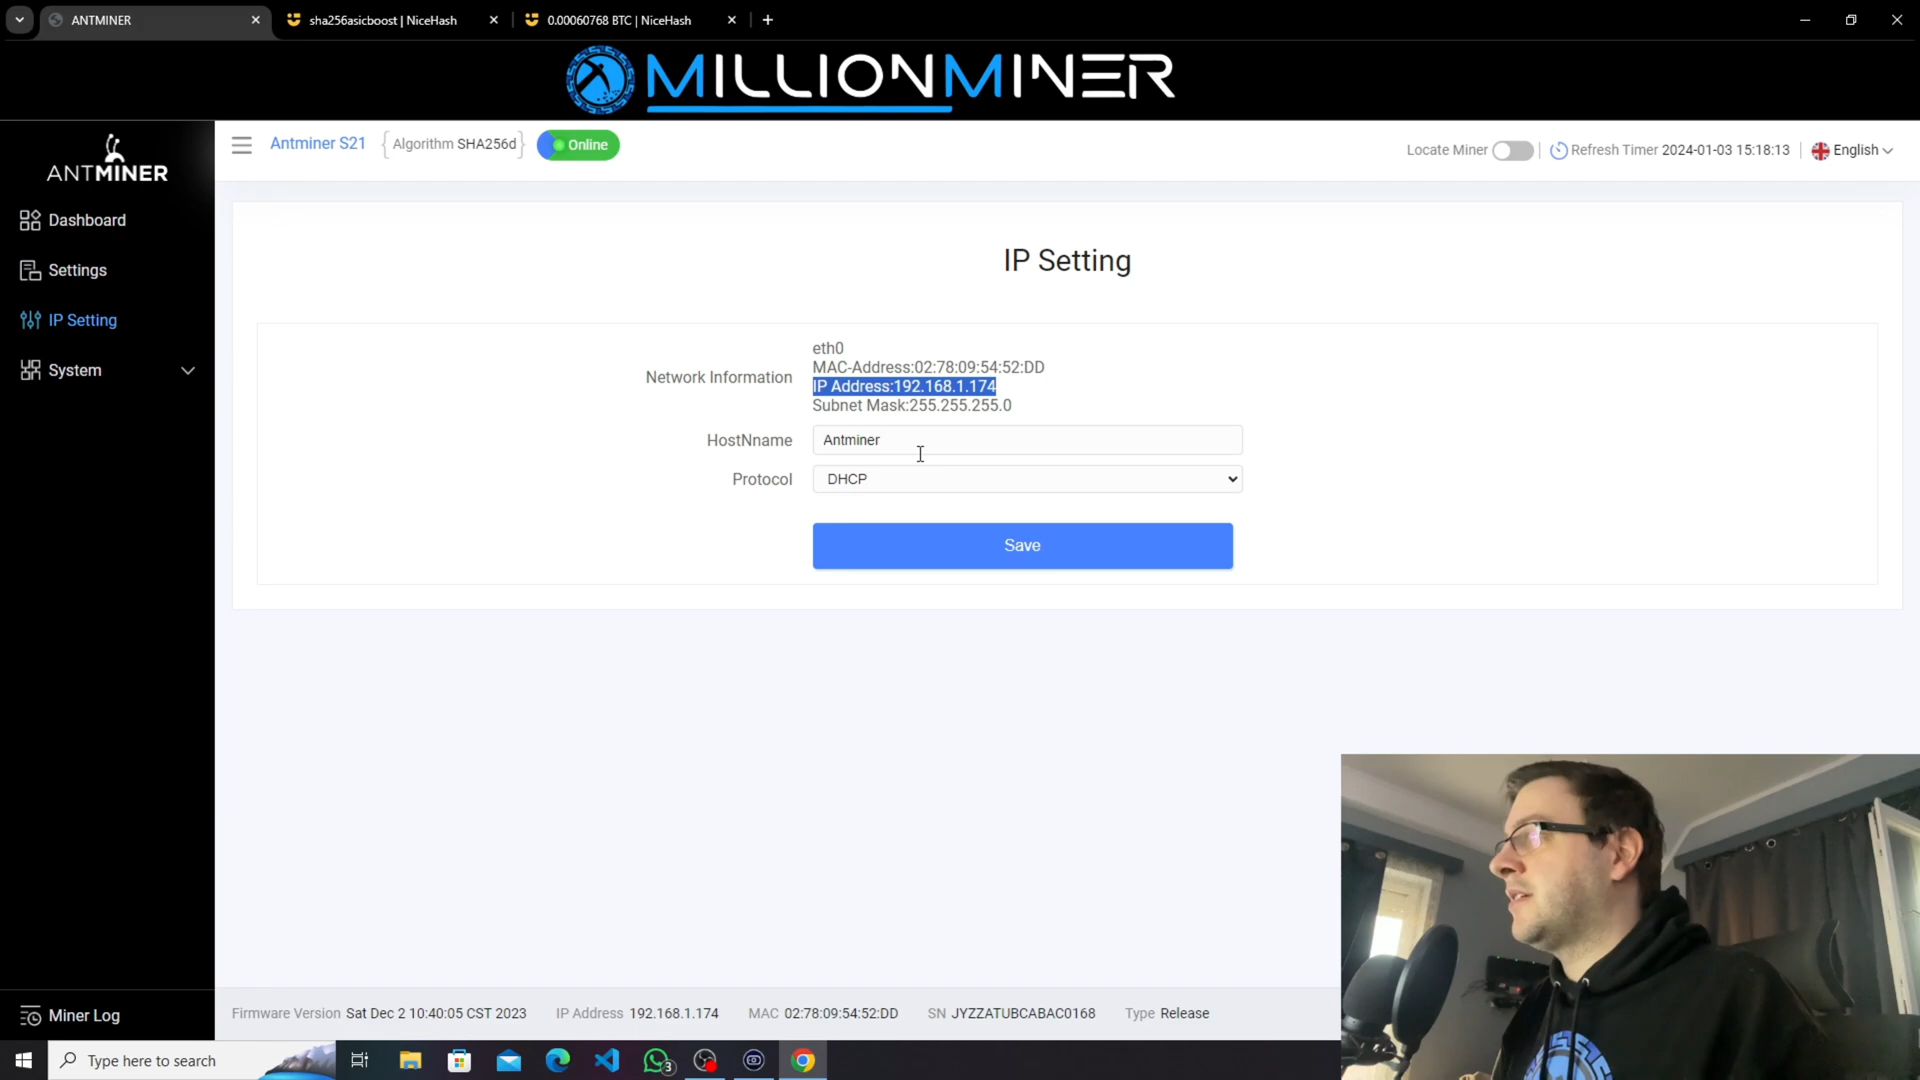 ANTMINER
sha256asicboost | NiceHash
0.00060768 BTC | NiceHash
MILLIONMINER
ANTMINER
Antminer S21
Algorithm SHA256d
Online
Locate Miner
Refresh Timer 2024-01-03 15:18:13
English
Dashboard
Settings
IP Setting
System
IP Setting
Network Information
eth0
MAC-Address:02:78:09:54:52:DD
IP Address:192.168.1.174
Subnet Mask:255.255.255.0
HostNname
Antminer
Protocol
DHCP
Save
Miner Log
Firmware Version Sat Dec 2 10:40:05 CST 2023
IP Address 192.168.1.174
MAC 02:78:09:54:52:DD
SN JYZZATUBCABAC0168
Type Release
Type here to search
3